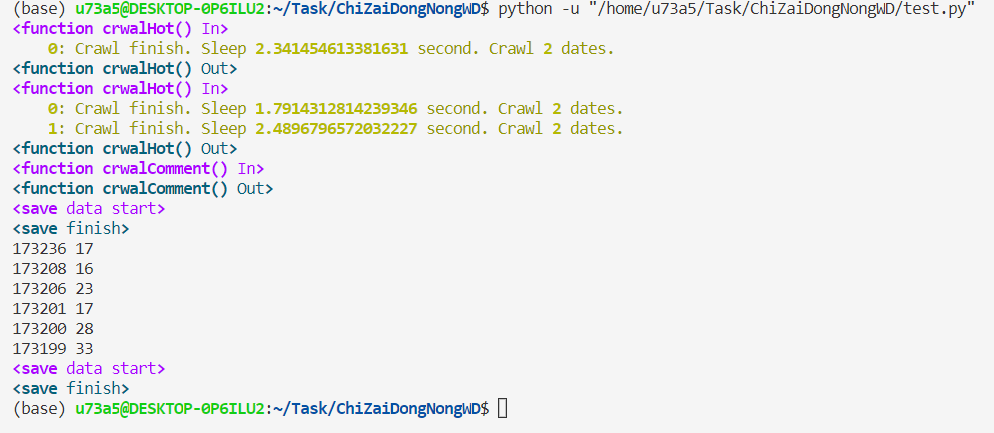 (base) u73a5@DESKTOP-0P6ILU2:~/Task/ChiZaiDongNongWD$ python -u "/home/u73a5/Task/ChiZaiDongNongWD/test.py"
<function crwalHot() In>
0: Crawl finish. Sleep 2.341454613381631 second. Crawl 2 dates.
<function crwalHot() Out>
<function crwalHot() In>
0: Crawl finish. Sleep 1.7914312814239346 second. Crawl 2 dates.
1: Crawl finish. Sleep 2.4896796572032227 second. Crawl 2 dates.
<function crwalHot() Out>
<function crwalComment() In>
<function crwalComment() Out>
<save data start>
<save finish>
173236 17
173208 16
173206 23
173201 17
173200 28
173199 33
<save data start>
<save finish>
(base) u73a5@DESKTOP-0P6ILU2:~/Task/ChiZaiDongNongWD$